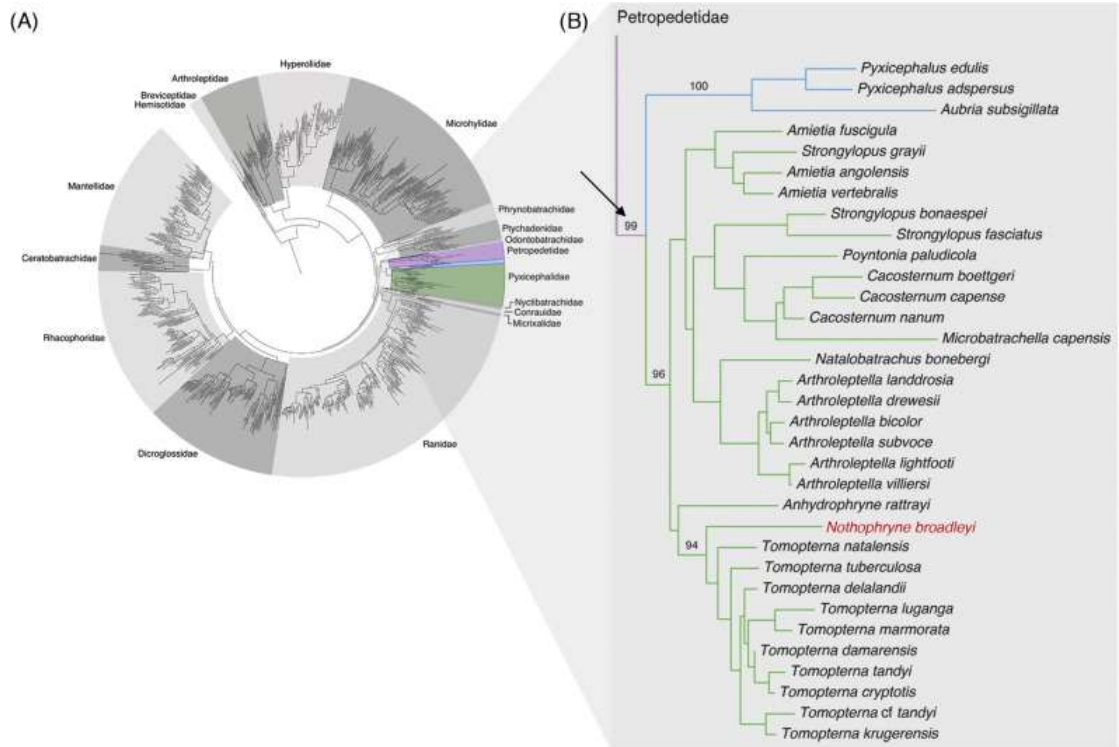 (A)
Hyperoliidae
Arthroleptidae
Breviceptidae
Hemisotidae
Microhylidae
Mantellidae
Phrynobatrachidae
Ptychadenidae
Odontobatrachidae
Petropedetidae
Ceratobatrachidae
Pyxicephalidae
Nyctibatrachidae
Conrauidae
Micrixalidae
Rhacophoridae
Ranidae
Dicroglossidae
(B)
Petropedetidae
Pyxicephalus edulis
100
Pyxicephalus adspersus
Aubria subsigillata
Amietia fuscigula
Strongylopus grayii
Amietia angolensis
Amietia vertebralis
Strongylopus bonaespei
99
Strongylopus fasciatus
Poyntonia paludicola
Cacosternum boettgeri
Cacosternum capense
Cacosternum nanum
Microbatrachella capensis
Natalobatrachus bonebergi
96
Arthroleptella landdrosia
Arthroleptella drewesii
Arthroleptella bicolor
Arthroleptella subvoce
Arthroleptella lightfooti
Arthroleptella villiersi
Anhydrophryne rattrayi
Nothophryne broadleyi
94
Tomopterna natalensis
Tomopterna tuberculosa
Tomopterna delalandii
Tomopterna luganga
Tomopterna marmorata
Tomopterna damarensis
Tomopterna tandyi
Tomopterna cryptotis
Tomopterna cf tandyi
Tomopterna krugerensis